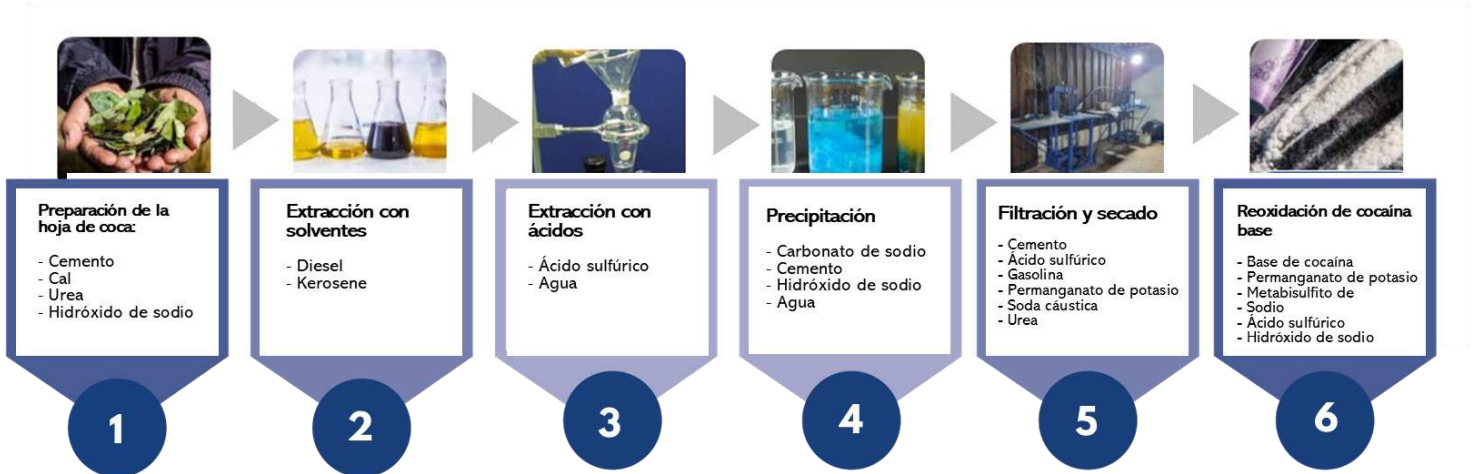 Preparación de la
hoja de coca:
- Cemento
- Cal
- Urea
- Hidróxido de sodio
1
Extracción con
solventes
- Diesel
- Kerosene
2
Extracción con
ácidos
- Ácido sulfúrico
- Agua
3
Precipitación
- Carbonato de sodio
- Cemento
- Hidróxido de sodio
- Agua
4
Filtración y secado
- Cemento
- Ácido sulfúrico
- Gasolina
- Permanganato de potasio
- Soda cáustica
- Urea
5
Reoxidación de cocaína
base
- Base de cocaína
- Permanganato de potasio
- Metabisulfito de
- Sodio
- Ácido sulfúrico
- Hidróxido de sodio
6